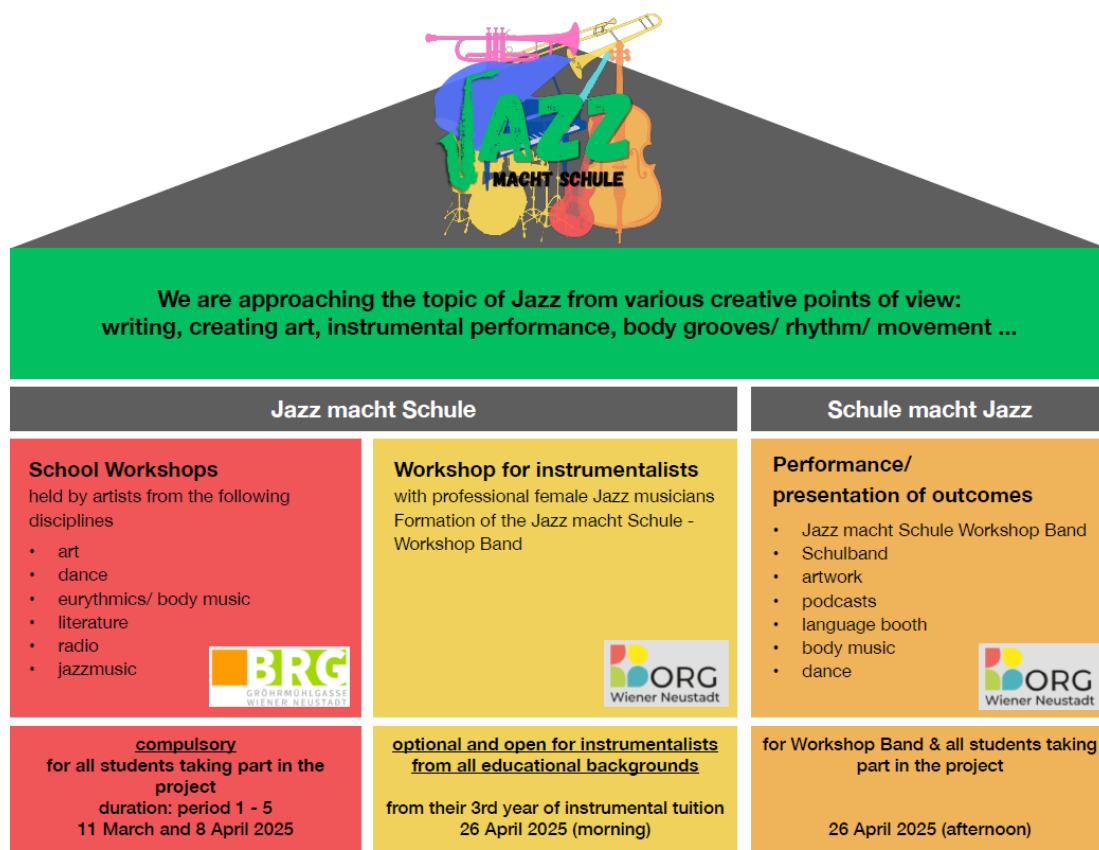 JAZZ
MACHT SCHULE
We are approaching the topic of Jazz from various creative points of view:
writing, creating art, instrumental performance, body grooves/ rhythm/ movement ...
Jazz macht Schule
School Workshops
held by artists from the following
disciplines
• art
• dance
• eurythmics/ body music
• literature
• radio
• jazzmusic
BRG
GRÖHRMÜHLGASSE
WIENER NEUSTADT
compulsory
for all students taking part in the
project
duration: period 1 - 5
11 March and 8 April 2025
Workshop for instrumentalists
with professional female Jazz musicians
Formation of the Jazz macht Schule -
Workshop Band
BORG
Wiener Neustadt
optional and open for instrumentalists
from all educational backgrounds
from their 3rd year of instrumental tuition
26 April 2025 (morning)
Schule macht Jazz
Performance/
presentation of outcomes
• Jazz macht Schule Workshop Band
• Schulband
• artwork
• podcasts
• language booth
• body music
• dance
BORG
Wiener Neustadt
for Workshop Band & all students taking
part in the project
26 April 2025 (afternoon)